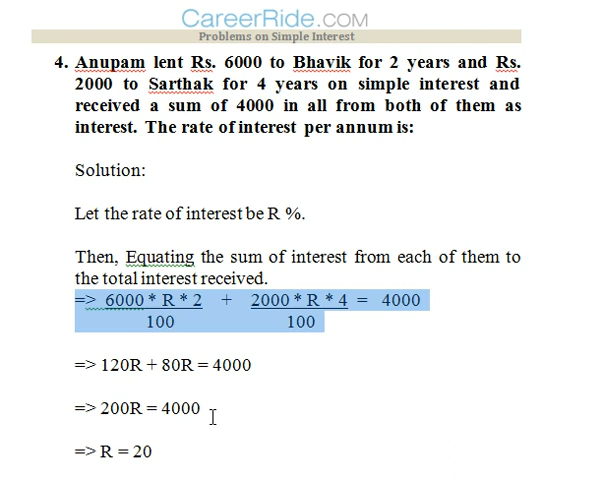 CareerRide.COM
Problems on Simple Interest
4. Anupam lent Rs. 6000 to Bhavik for 2 years and Rs.
2000 to Sarthak for 4 years on simple interest and
received a sum of 4000 in all from both of them as
interest. The rate of interest per annum is:
Solution:
Let the rate of interest be R %.
Then, Equating the sum of interest from each of them to
the total interest received.
=> 6000 * R * 2 + 2000 * R * 4 = 4000
100 100
=> 120R + 80R = 4000
=> 200R = 4000
=> R = 20